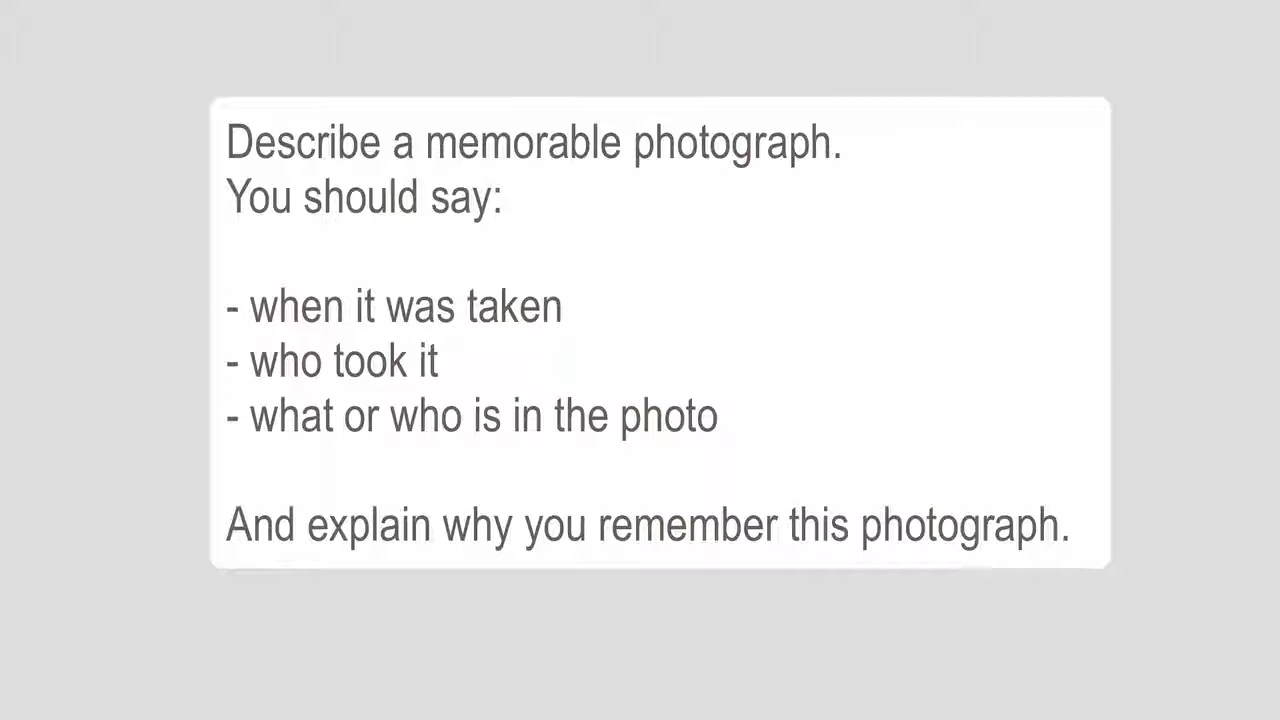 Describe a memorable photograph.
You should say:
- when it was taken
- who took it
- what or who is in the photo
And explain why you remember this photograph.